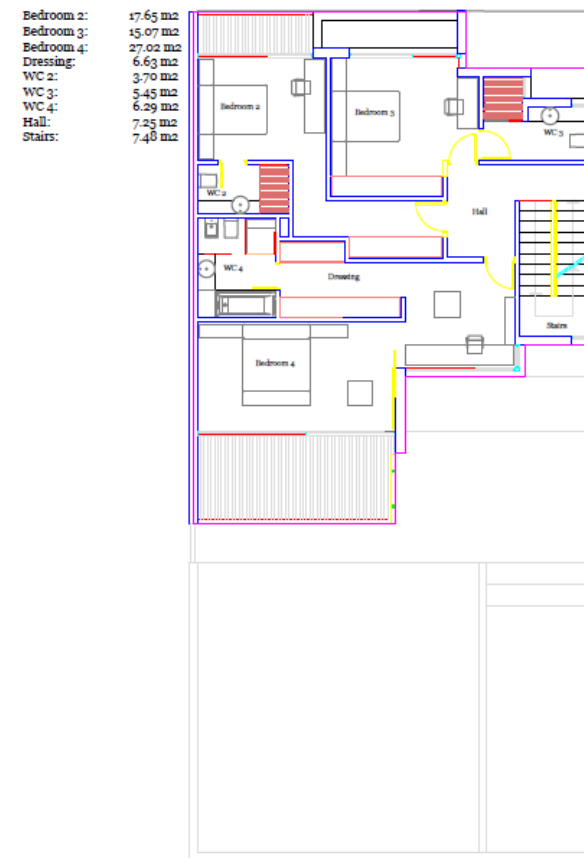 Bedroom 2: 17.65 m2
Bedroom 3: 15.07 m2
Bedroom 4: 27.02 m2
Dressing: 6.63 m2
WC 2: 3.70 m2
WC 3: 5.45 m2
WC 4: 6.29 m2
Hall: 7.25 m2
Stairs: 7.48 m2
Bedroom 2
Bedroom 3
WC 3
WC 2
Hall
WC 4
Dressing
Stairs
Bedroom 4